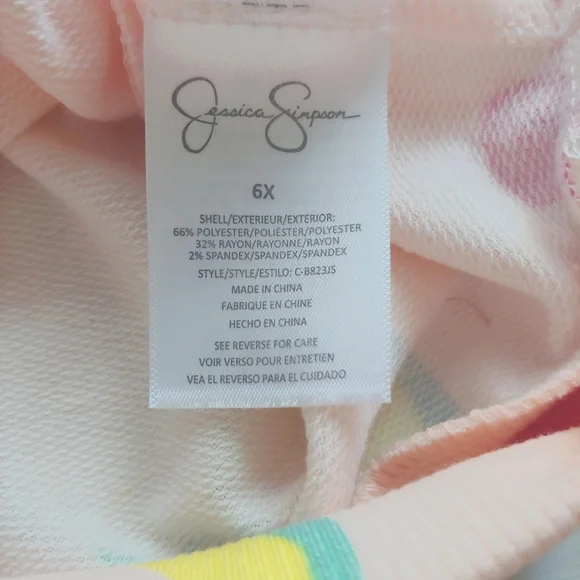 Jessica Simpson
6X
SHELL/EXTERIEUR/EXTERIOR:
66% POLYESTER/POLIÉSTER/POLYESTER
32% RAYON/RAYONNE/RAYON
2% SPANDEX/SPANDEX/SPANDEX
STYLE/STYLE/ESTILO: C-B823JS
MADE IN CHINA
FABRIQUE EN CHINE
HECHO EN CHINA
SEE REVERSE FOR CARE
VOIR VERSO POUR ENTRETIEN
VEA EL REVERSO PARA EL CUIDADO